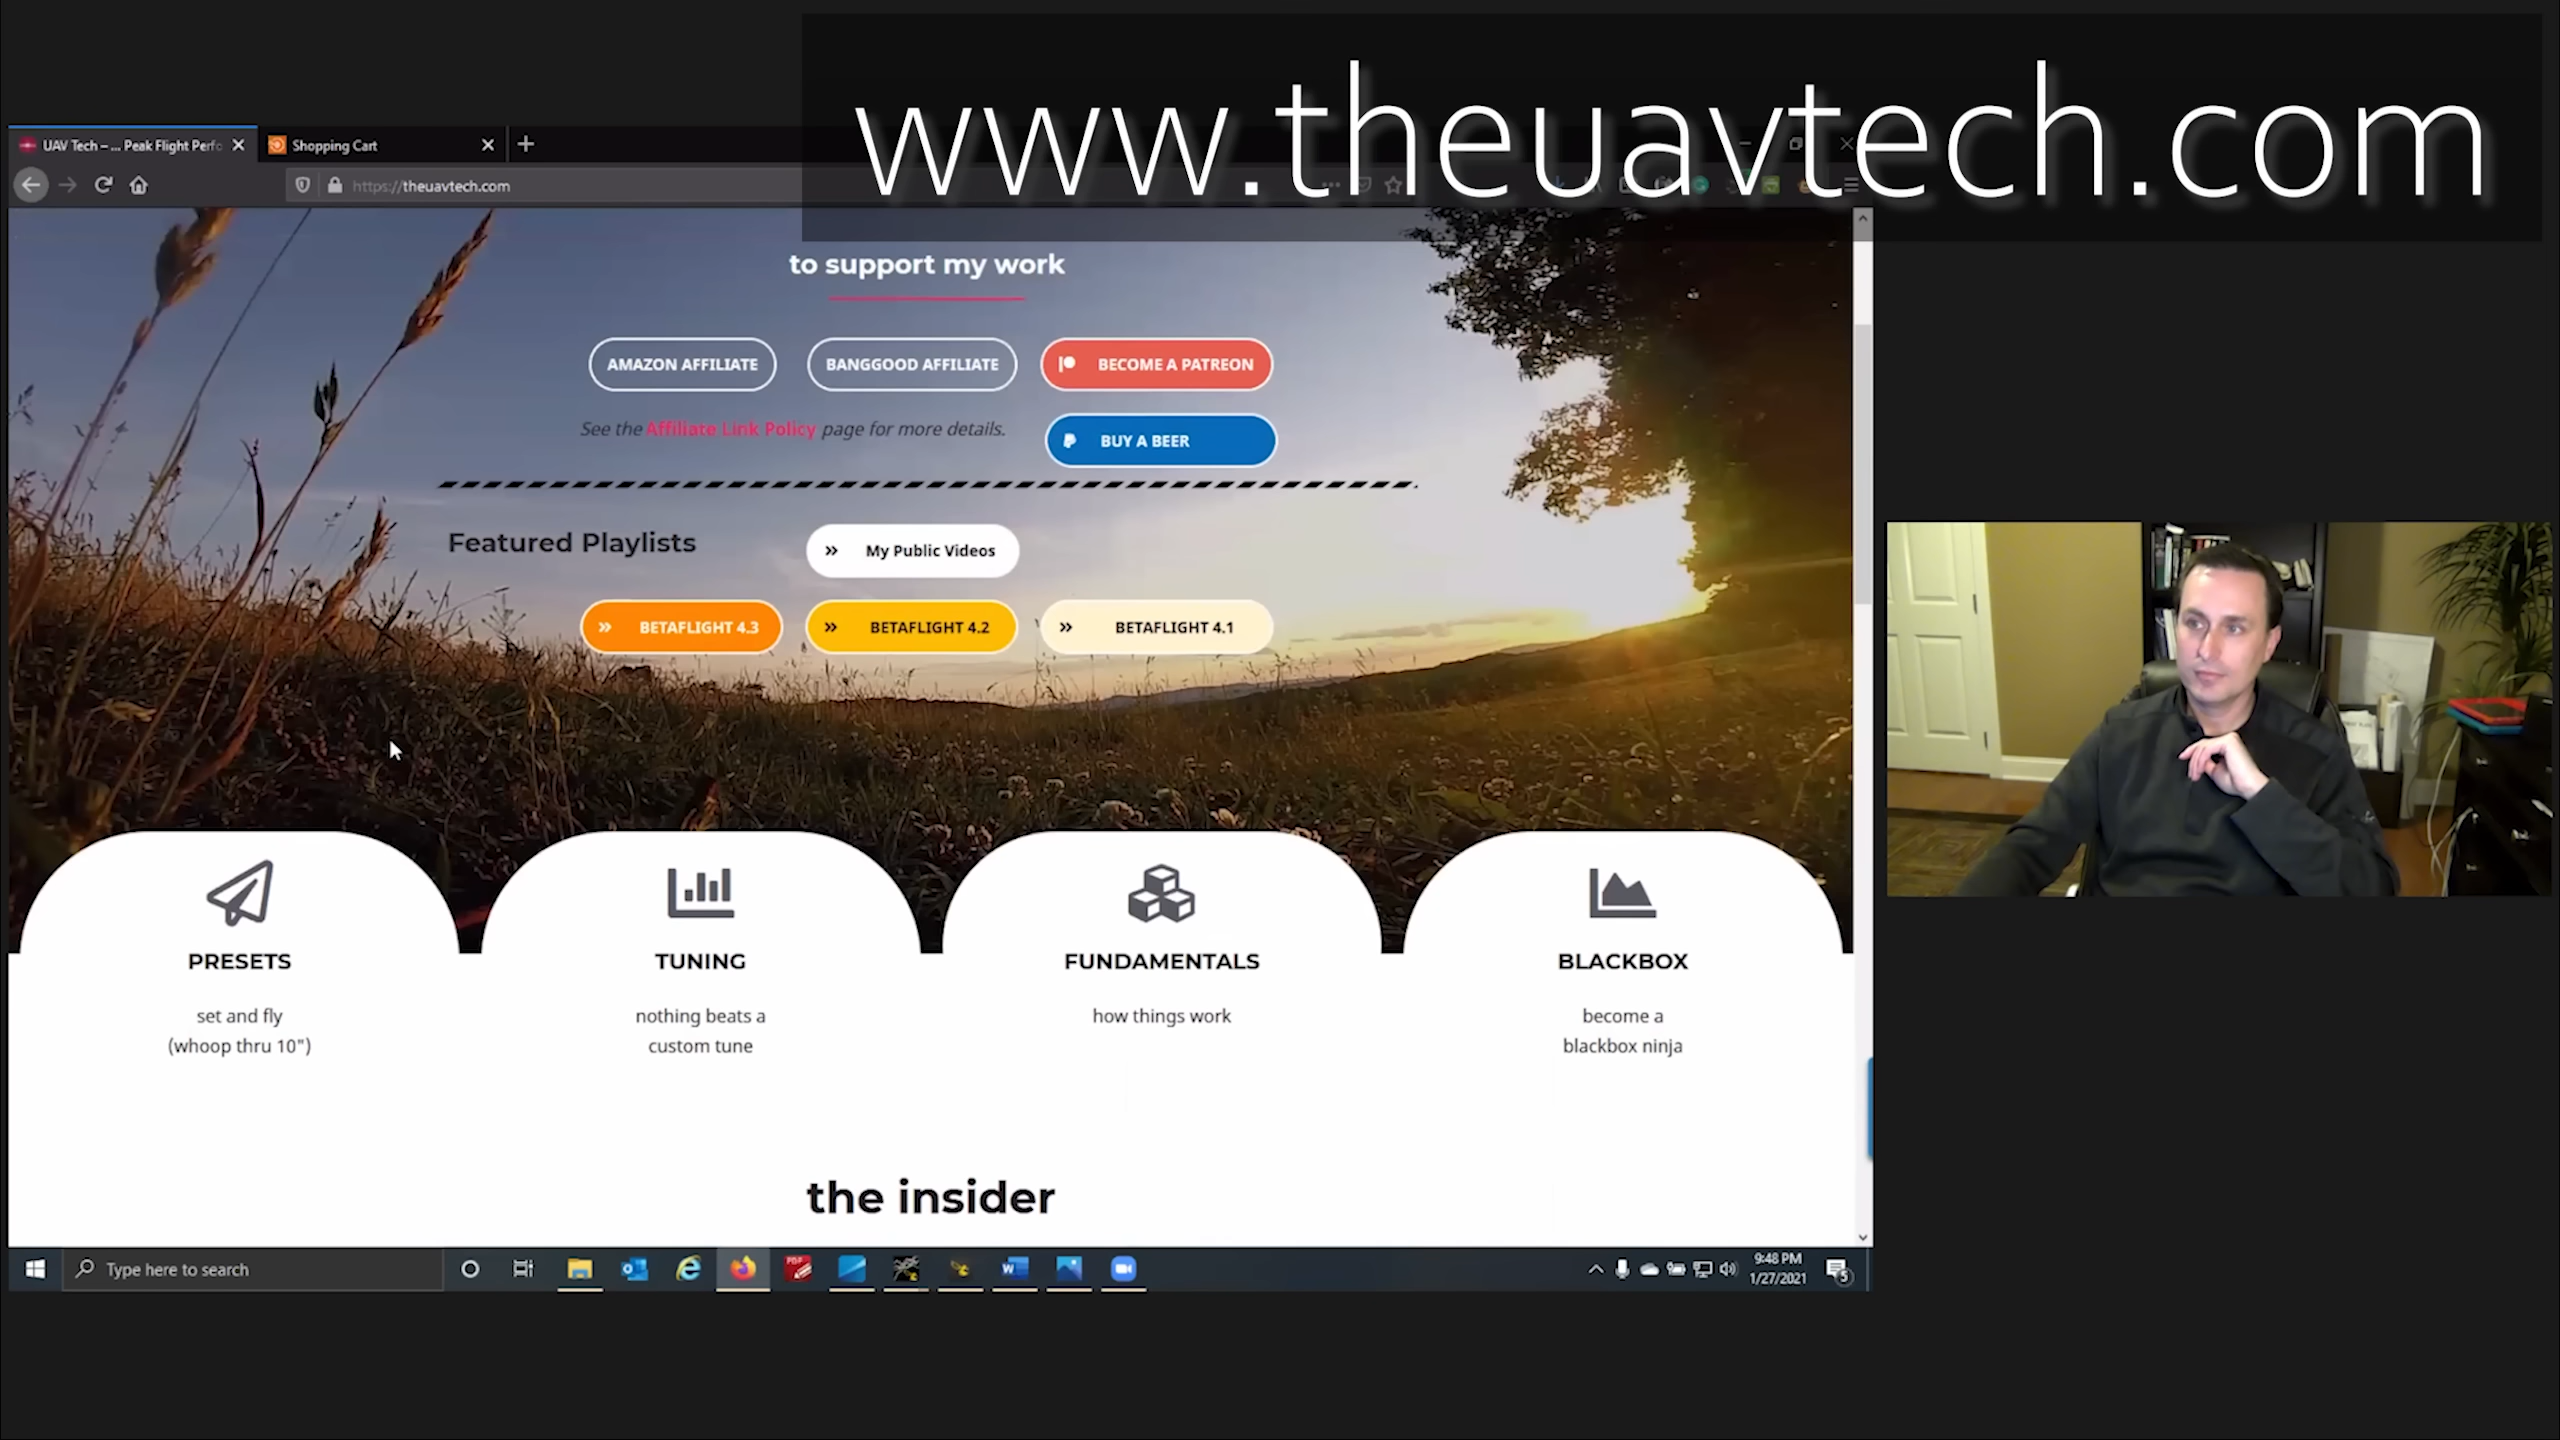 www.theuavtech.com
UAV Tech – ... Peak Flight Perfo
Shopping Cart
https://theuavtech.com
to support my work
AMAZON AFFILIATE
BANGGOOD AFFILIATE
BECOME A PATREON
See the Affiliate Link Policy page for more details.
BUY A BEER
Featured Playlists
My Public Videos
BETAFLIGHT 4.3
BETAFLIGHT 4.2
BETAFLIGHT 4.1
PRESETS
set and fly
(whoop thru 10")
TUNING
nothing beats a
custom tune
FUNDAMENTALS
how things work
BLACKBOX
become a
blackbox ninja
the insider
Type here to search
9:48 PM
1/27/2021
5